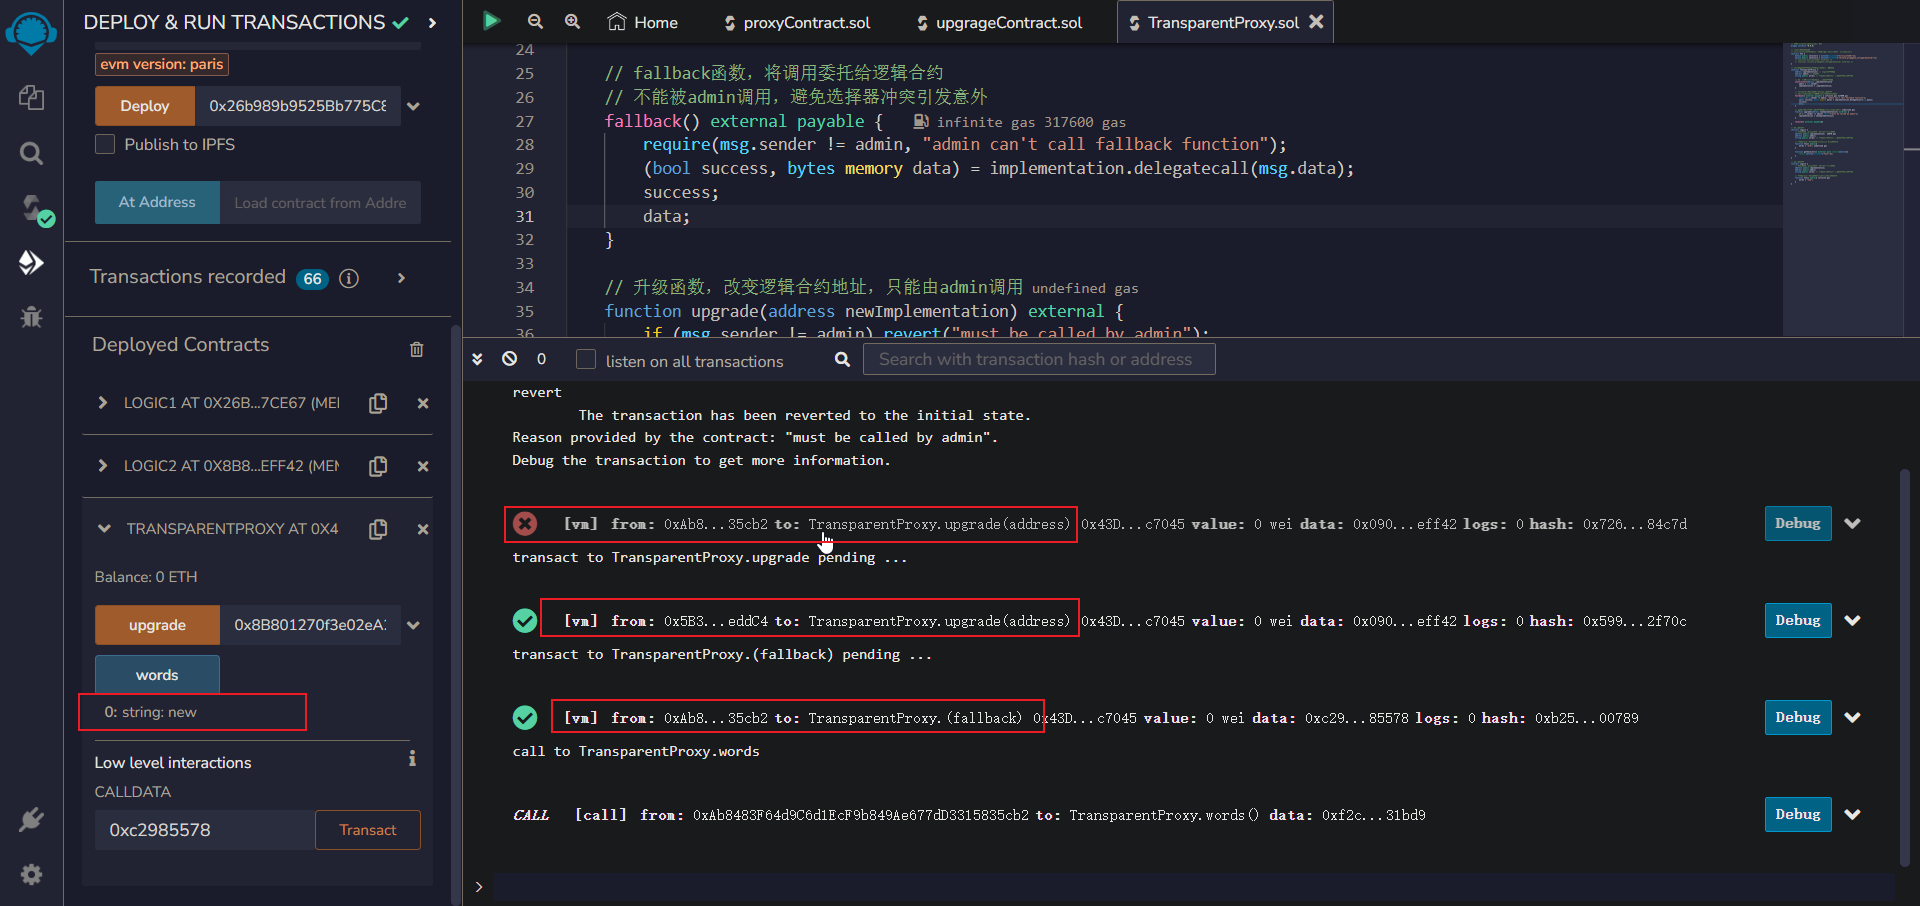 DEPLOY & RUN TRANSACTIONS
evm version: paris
Deploy 0x26b989b9525Bb775C8
Publish to IPFS
At Address Load contract from Addre
Transactions recorded 66
Deployed Contracts
LOGIC1 AT 0X26B...7CE67 (MEI
LOGIC2 AT 0X8B8...EFF42 (MEI
TRANSPARENTPROXY AT 0X4
Balance: 0 ETH
upgrade 0x8B801270f3e02eA
words
0: string: new
Low level interactions
CALLDATA
0xc2985578 Transact
Home proxyContract.sol upgrageContract.sol TransparentProxy.sol
24
25 // fallback函数，将调用委托给逻辑合约
26 // 不能被admin调用，避免选择器冲突引发意外
27 fallback() external payable { infinite gas 317600 gas
28 require(msg.sender != admin, "admin can't call fallback function");
29 (bool success, bytes memory data) = implementation.delegatecall(msg.data);
30 success;
31 data;
32 }
33
34 // 升级函数，改变逻辑合约地址，只能由admin调用 undefined gas
35 function upgrade(address newImplementation) external {
36 if (msg.sender != admin) revert("must be called by admin");
0 listen on all transactions Search with transaction hash or address
revert
The transaction has been reverted to the initial state.
Reason provided by the contract: "must be called by admin".
Debug the transaction to get more information.
[vm] from: 0xAb8...35cb2 to: TransparentProxy.upgrade(address) 0x43D...c7045 value: 0 wei data: 0x090...eff42 logs: 0 hash: 0x726...84c7d Debug
transact to TransparentProxy.upgrade pending ...
[vm] from: 0x5B3...eddC4 to: TransparentProxy.upgrade(address) 0x43D...c7045 value: 0 wei data: 0x090...eff42 logs: 0 hash: 0x599...2f70c Debug
transact to TransparentProxy.(fallback) pending ...
[vm] from: 0xAb8...35cb2 to: TransparentProxy.(fallback) 0x43D...c7045 value: 0 wei data: 0xc29...85578 logs: 0 hash: 0xb25...00789 Debug
call to TransparentProxy.words
CALL [call] from: 0xAb8483F64d9C6d1EcF9b849Ae677dD3315835cb2 to: TransparentProxy.words() data: 0xf2c...31bd9 Debug
>